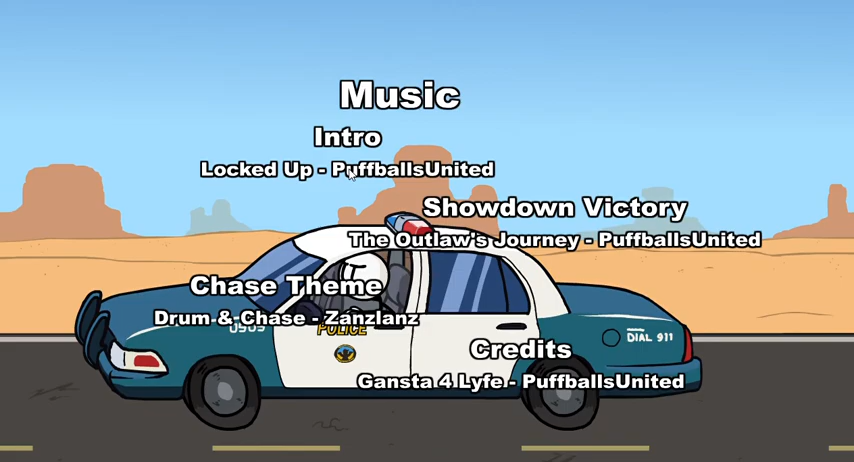 Music
Intro
Locked Up - PuffballsUnited
Showdown Victory
The Outlaw's Journey - PuffballsUnited
Chase Theme
Drum & Chase - Zanzlanz
0509
POLICE
DIAL 911
Credits
Gansta 4 Lyfe - PuffballsUnited